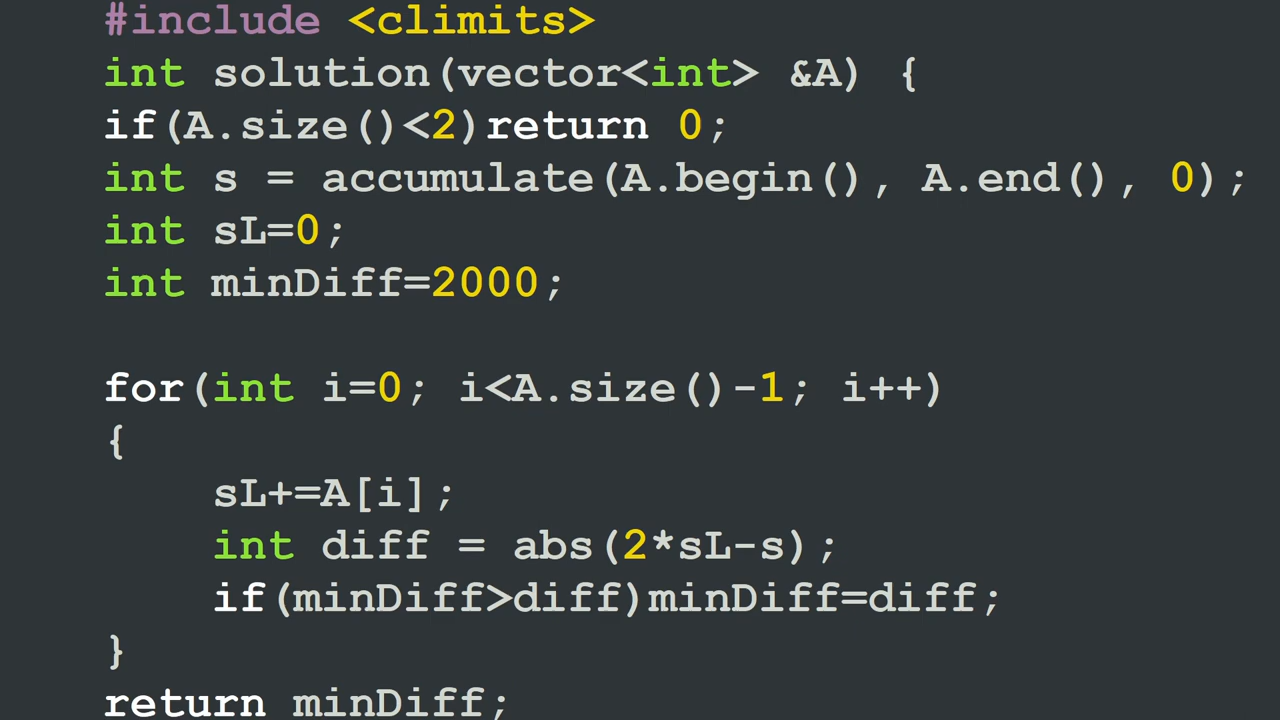 #include <climits>
int solution(vector<int> &A) {
if(A.size()<2)return 0;
int s = accumulate(A.begin(), A.end(), 0);
int sL=0;
int minDiff=2000;
for(int i=0; i<A.size()-1; i++)
{
sL+=A[i];
int diff = abs(2*sL-s);
if(minDiff>diff)minDiff=diff;
}
return minDiff;